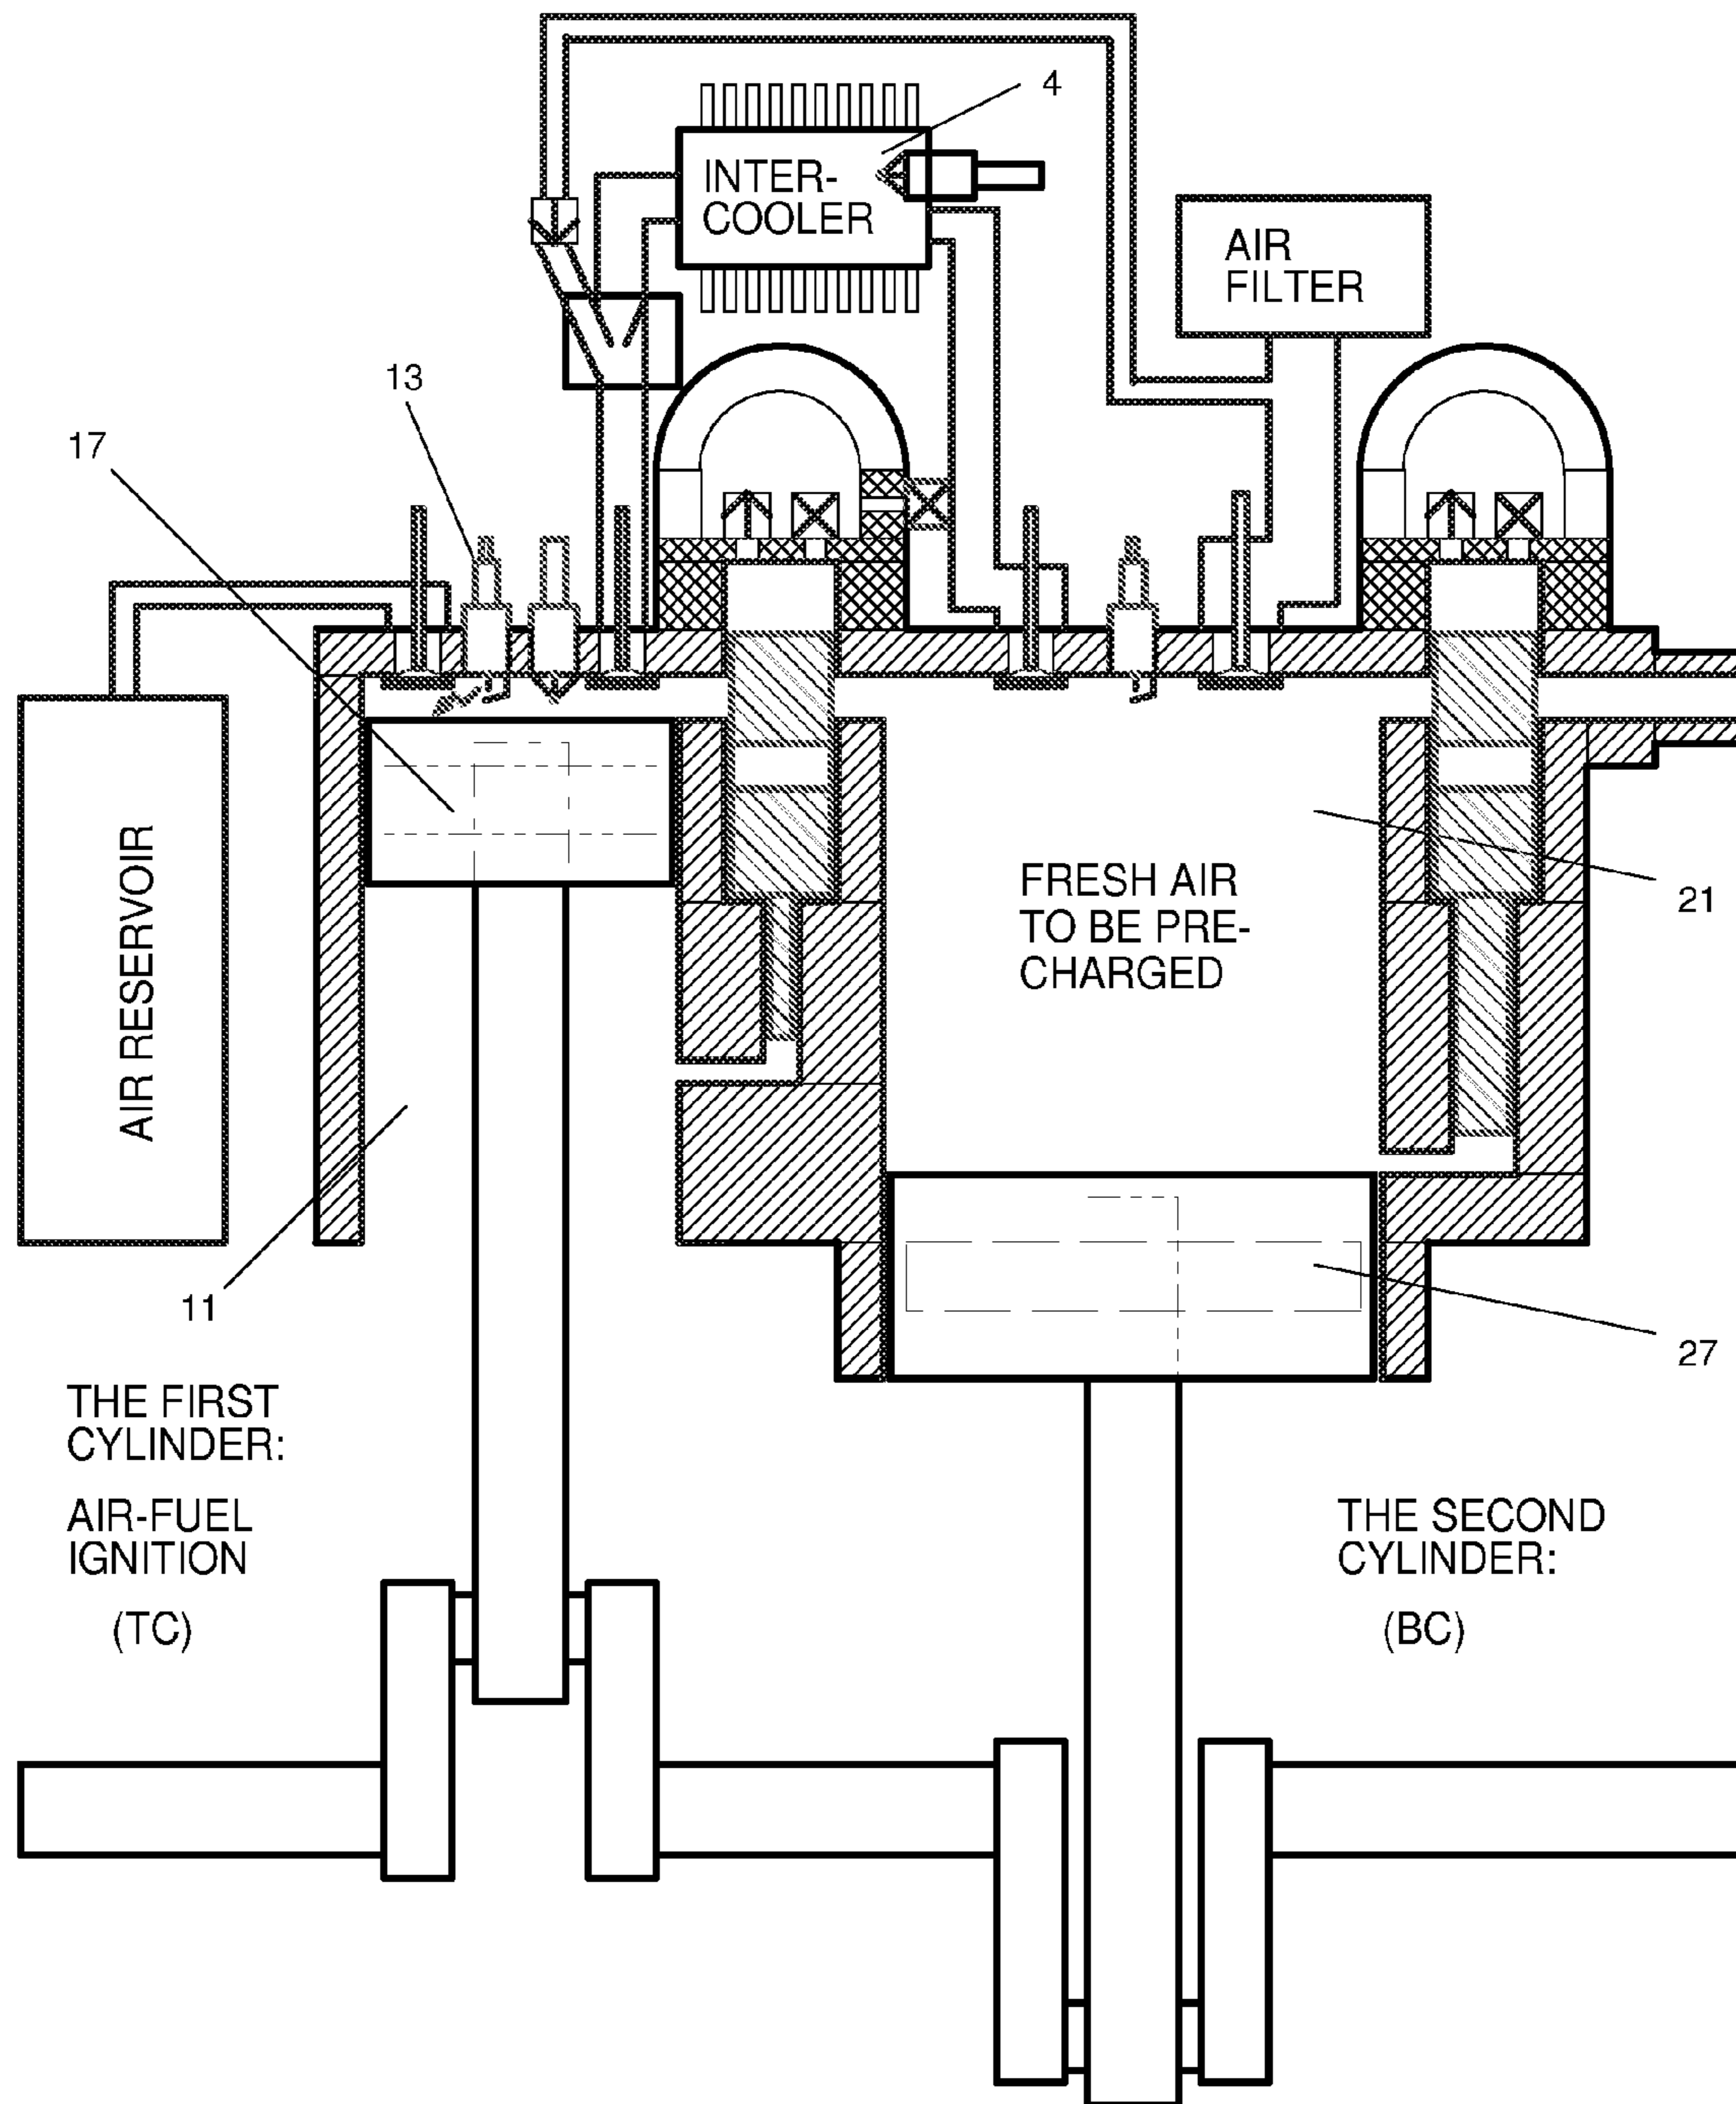 4
INTER-
COOLER
AIR
FILTER
13
17
AIR RESERVOIR
FRESH AIR
TO BE PRE-
CHARGED
21
11
27
THE FIRST
CYLINDER:
AIR-FUEL
IGNITION
(TC)
THE SECOND
CYLINDER:
(BC)